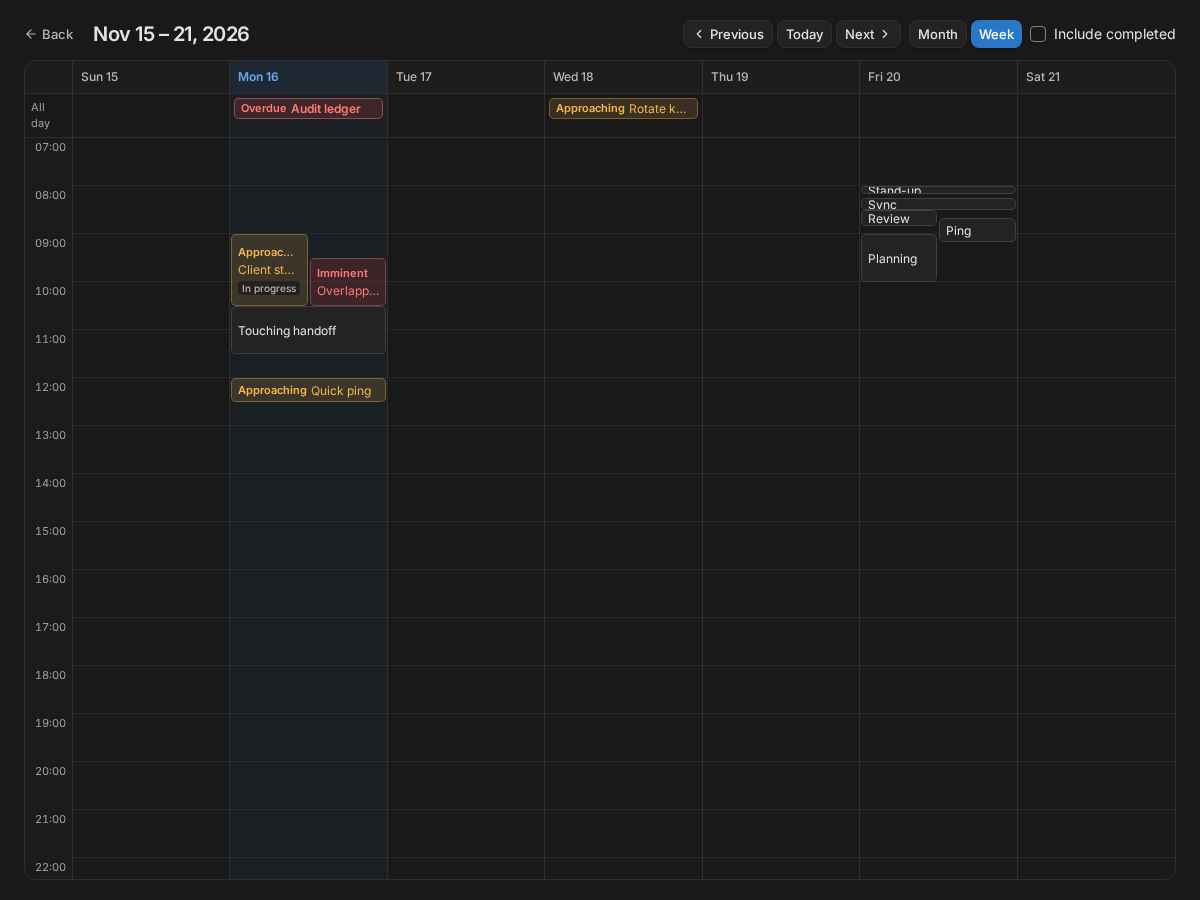 Back
Nov 15 – 21, 2026
Previous
Today
Next
Month
Week
Include completed
Sun 15
Mon 16
Tue 17
Wed 18
Thu 19
Fri 20
Sat 21
All
day
Overdue Audit ledger
Approaching Rotate k...
07:00
08:00
09:00
10:00
11:00
12:00
13:00
14:00
15:00
16:00
17:00
18:00
19:00
20:00
21:00
22:00
Approac...
Client st...
In progress
Imminent
Overlapp...
Touching handoff
Approaching Quick ping
Stand-up
Sync
Review
Ping
Planning